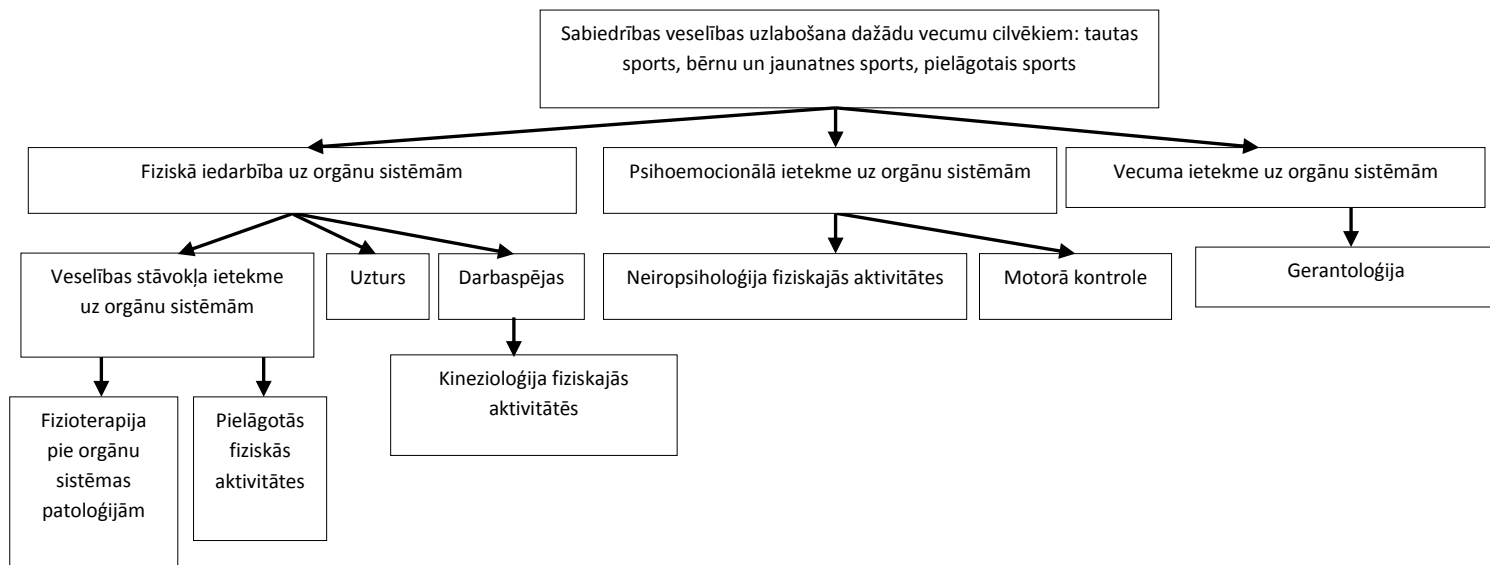 Sabiedrības veselības uzlabošana dažādu vecumu cilvēkiem: tautas
sports, bērnu un jaunatnes sports, pielāgotais sports
Fiziskā iedarbība uz orgānu sistēmām
Psihoemocionālā ietekme uz orgānu sistēmām
Vecuma ietekme uz orgānu sistēmām
Veselības stāvokļa ietekme
uz orgānu sistēmām
Uzturs
Darbaspējas
Neiropsiholoģija fiziskajās aktivitātes
Motorā kontrole
Gerantoloģija
Kinezioloģija fiziskajās
aktivitātēs
Fizioterapija
pie orgānu
sistēmas
patoloģijām
Pielāgotās
fiziskās
aktivitātes